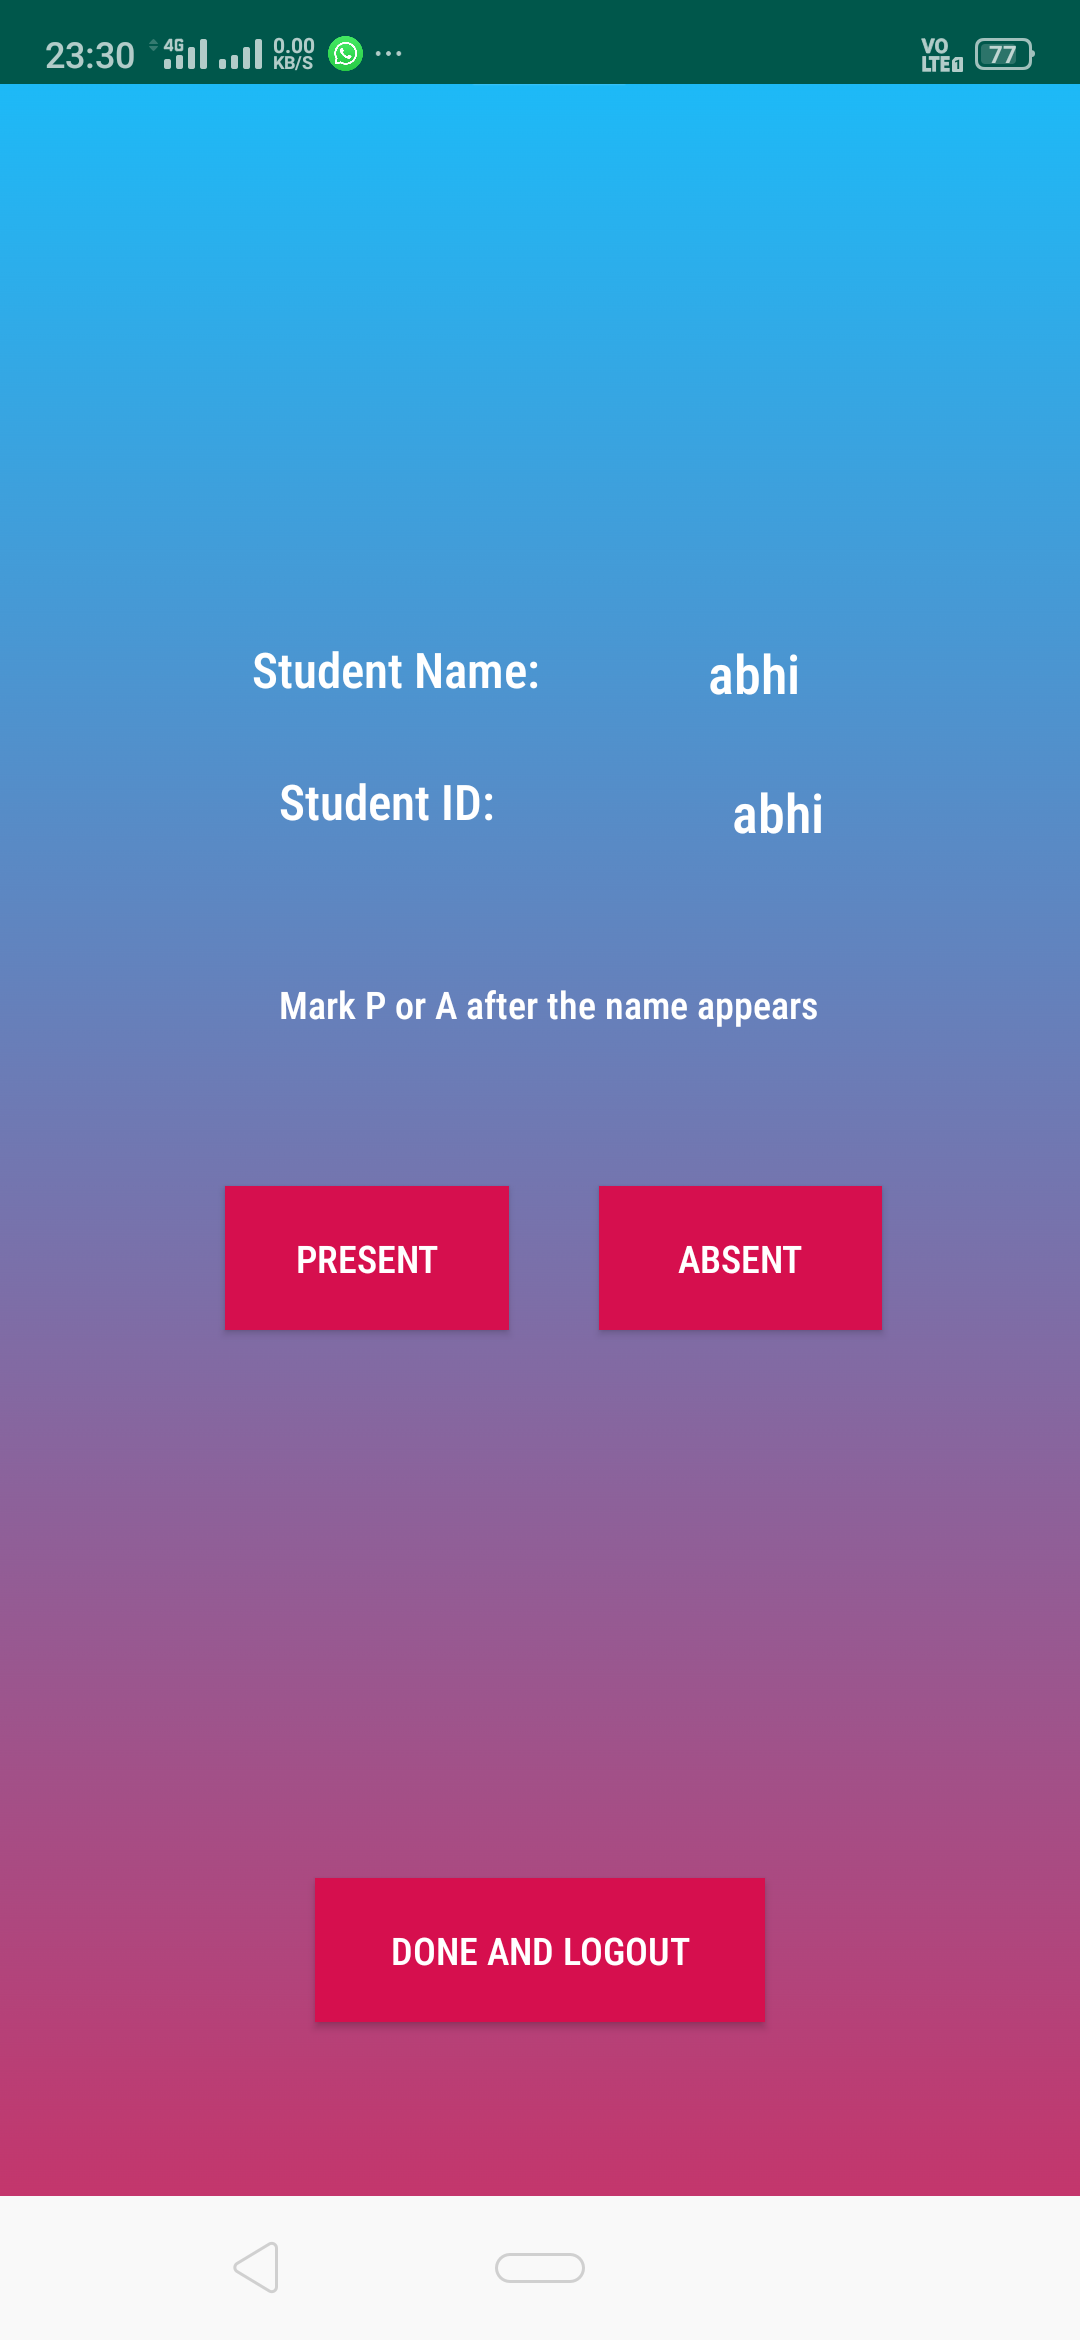 23:30 4G 0.00 KB/S ... VO LTE 1 77
Student Name: abhi
Student ID: abhi
Mark P or A after the name appears
PRESENT ABSENT
DONE AND LOGOUT